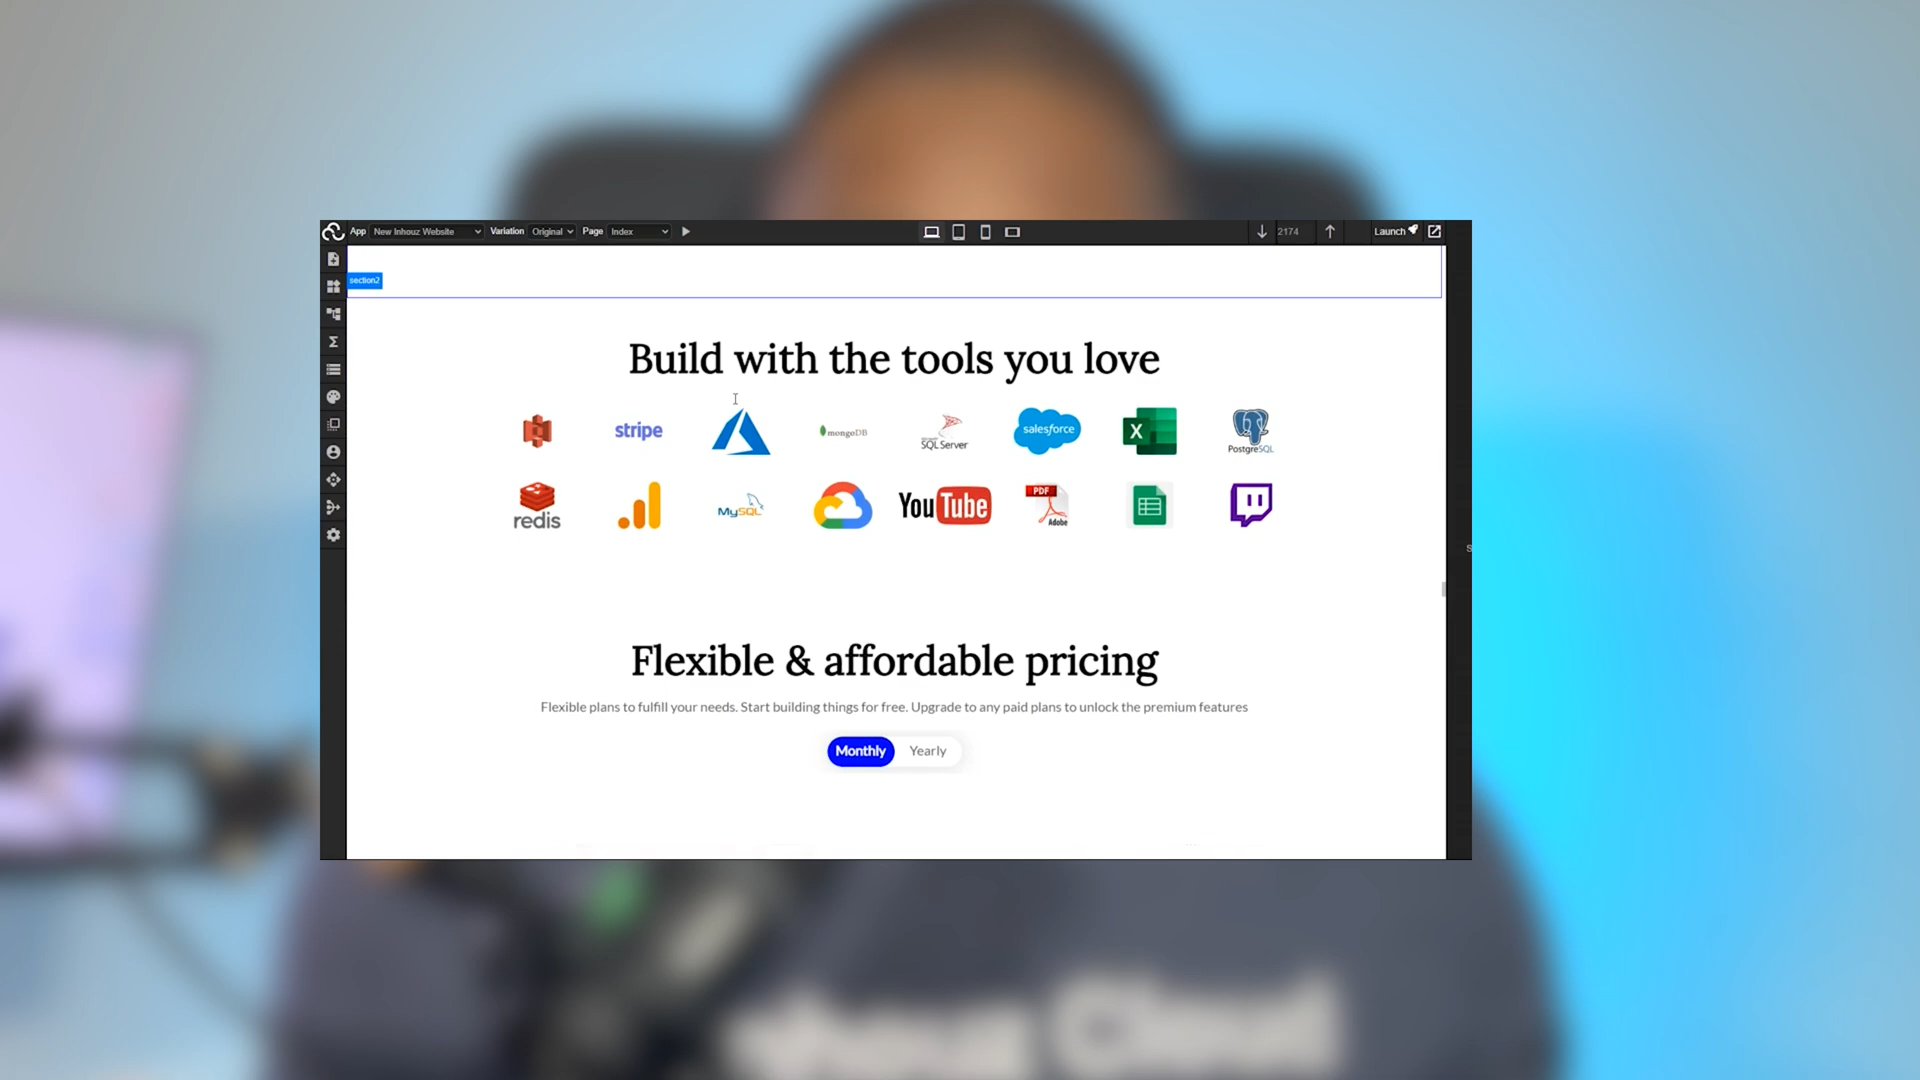 App New Inhouz Website Variation Original Page Index 2174 Launch
section2
Build with the tools you love
stripe mongoDB SQL Server salesforce X PostgreSQL
redis MySQL YouTube PDF Adobe
Flexible & affordable pricing
Flexible plans to fulfill your needs. Start building things for free. Upgrade to any paid plans to unlock the premium features
Monthly Yearly
Cloud